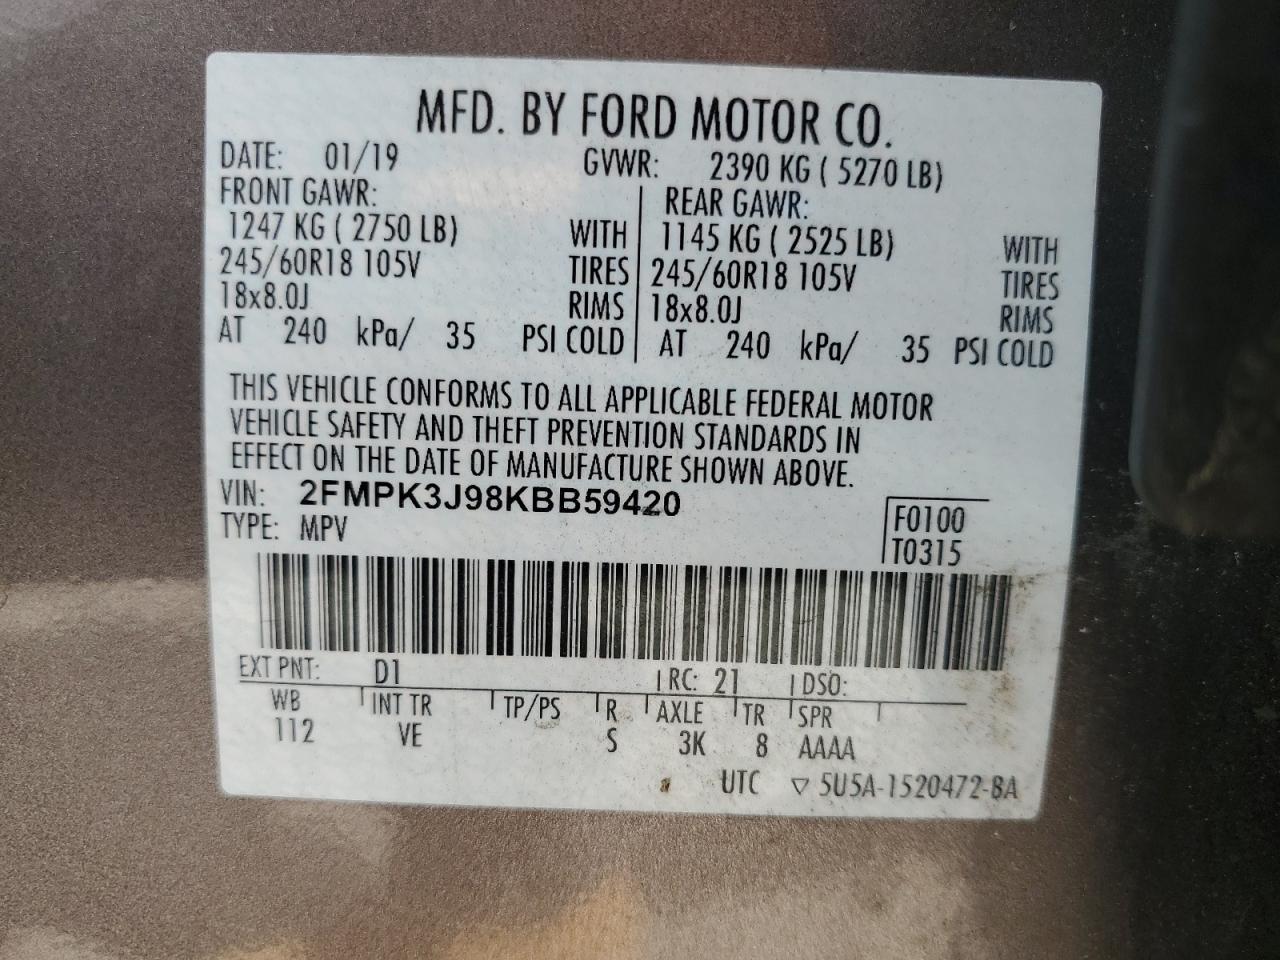 MFD. BY FORD MOTOR CO.
DATE: 01/19 GVWR: 2390 KG ( 5270 LB)
FRONT GAWR: REAR GAWR:
1247 KG ( 2750 LB) WITH 1145 KG ( 2525 LB) WITH
245/60R18 105V TIRES 245/60R18 105V TIRES
18x8.0J RIMS 18x8.0J RIMS
AT 240 kPa/ 35 PSI COLD AT 240 kPa/ 35 PSI COLD
THIS VEHICLE CONFORMS TO ALL APPLICABLE FEDERAL MOTOR
VEHICLE SAFETY AND THEFT PREVENTION STANDARDS IN
EFFECT ON THE DATE OF MANUFACTURE SHOWN ABOVE.
VIN: 2FMPK3J98KBB59420
F0100
TYPE: MPV
T0315
EXT PNT: D1 RC: 21 DSO:
WB INT TR TP/PS R AXLE TR SPR
112 VE S 3K 8 AAAA
UTC ▽ 5U5A-1520472-BA